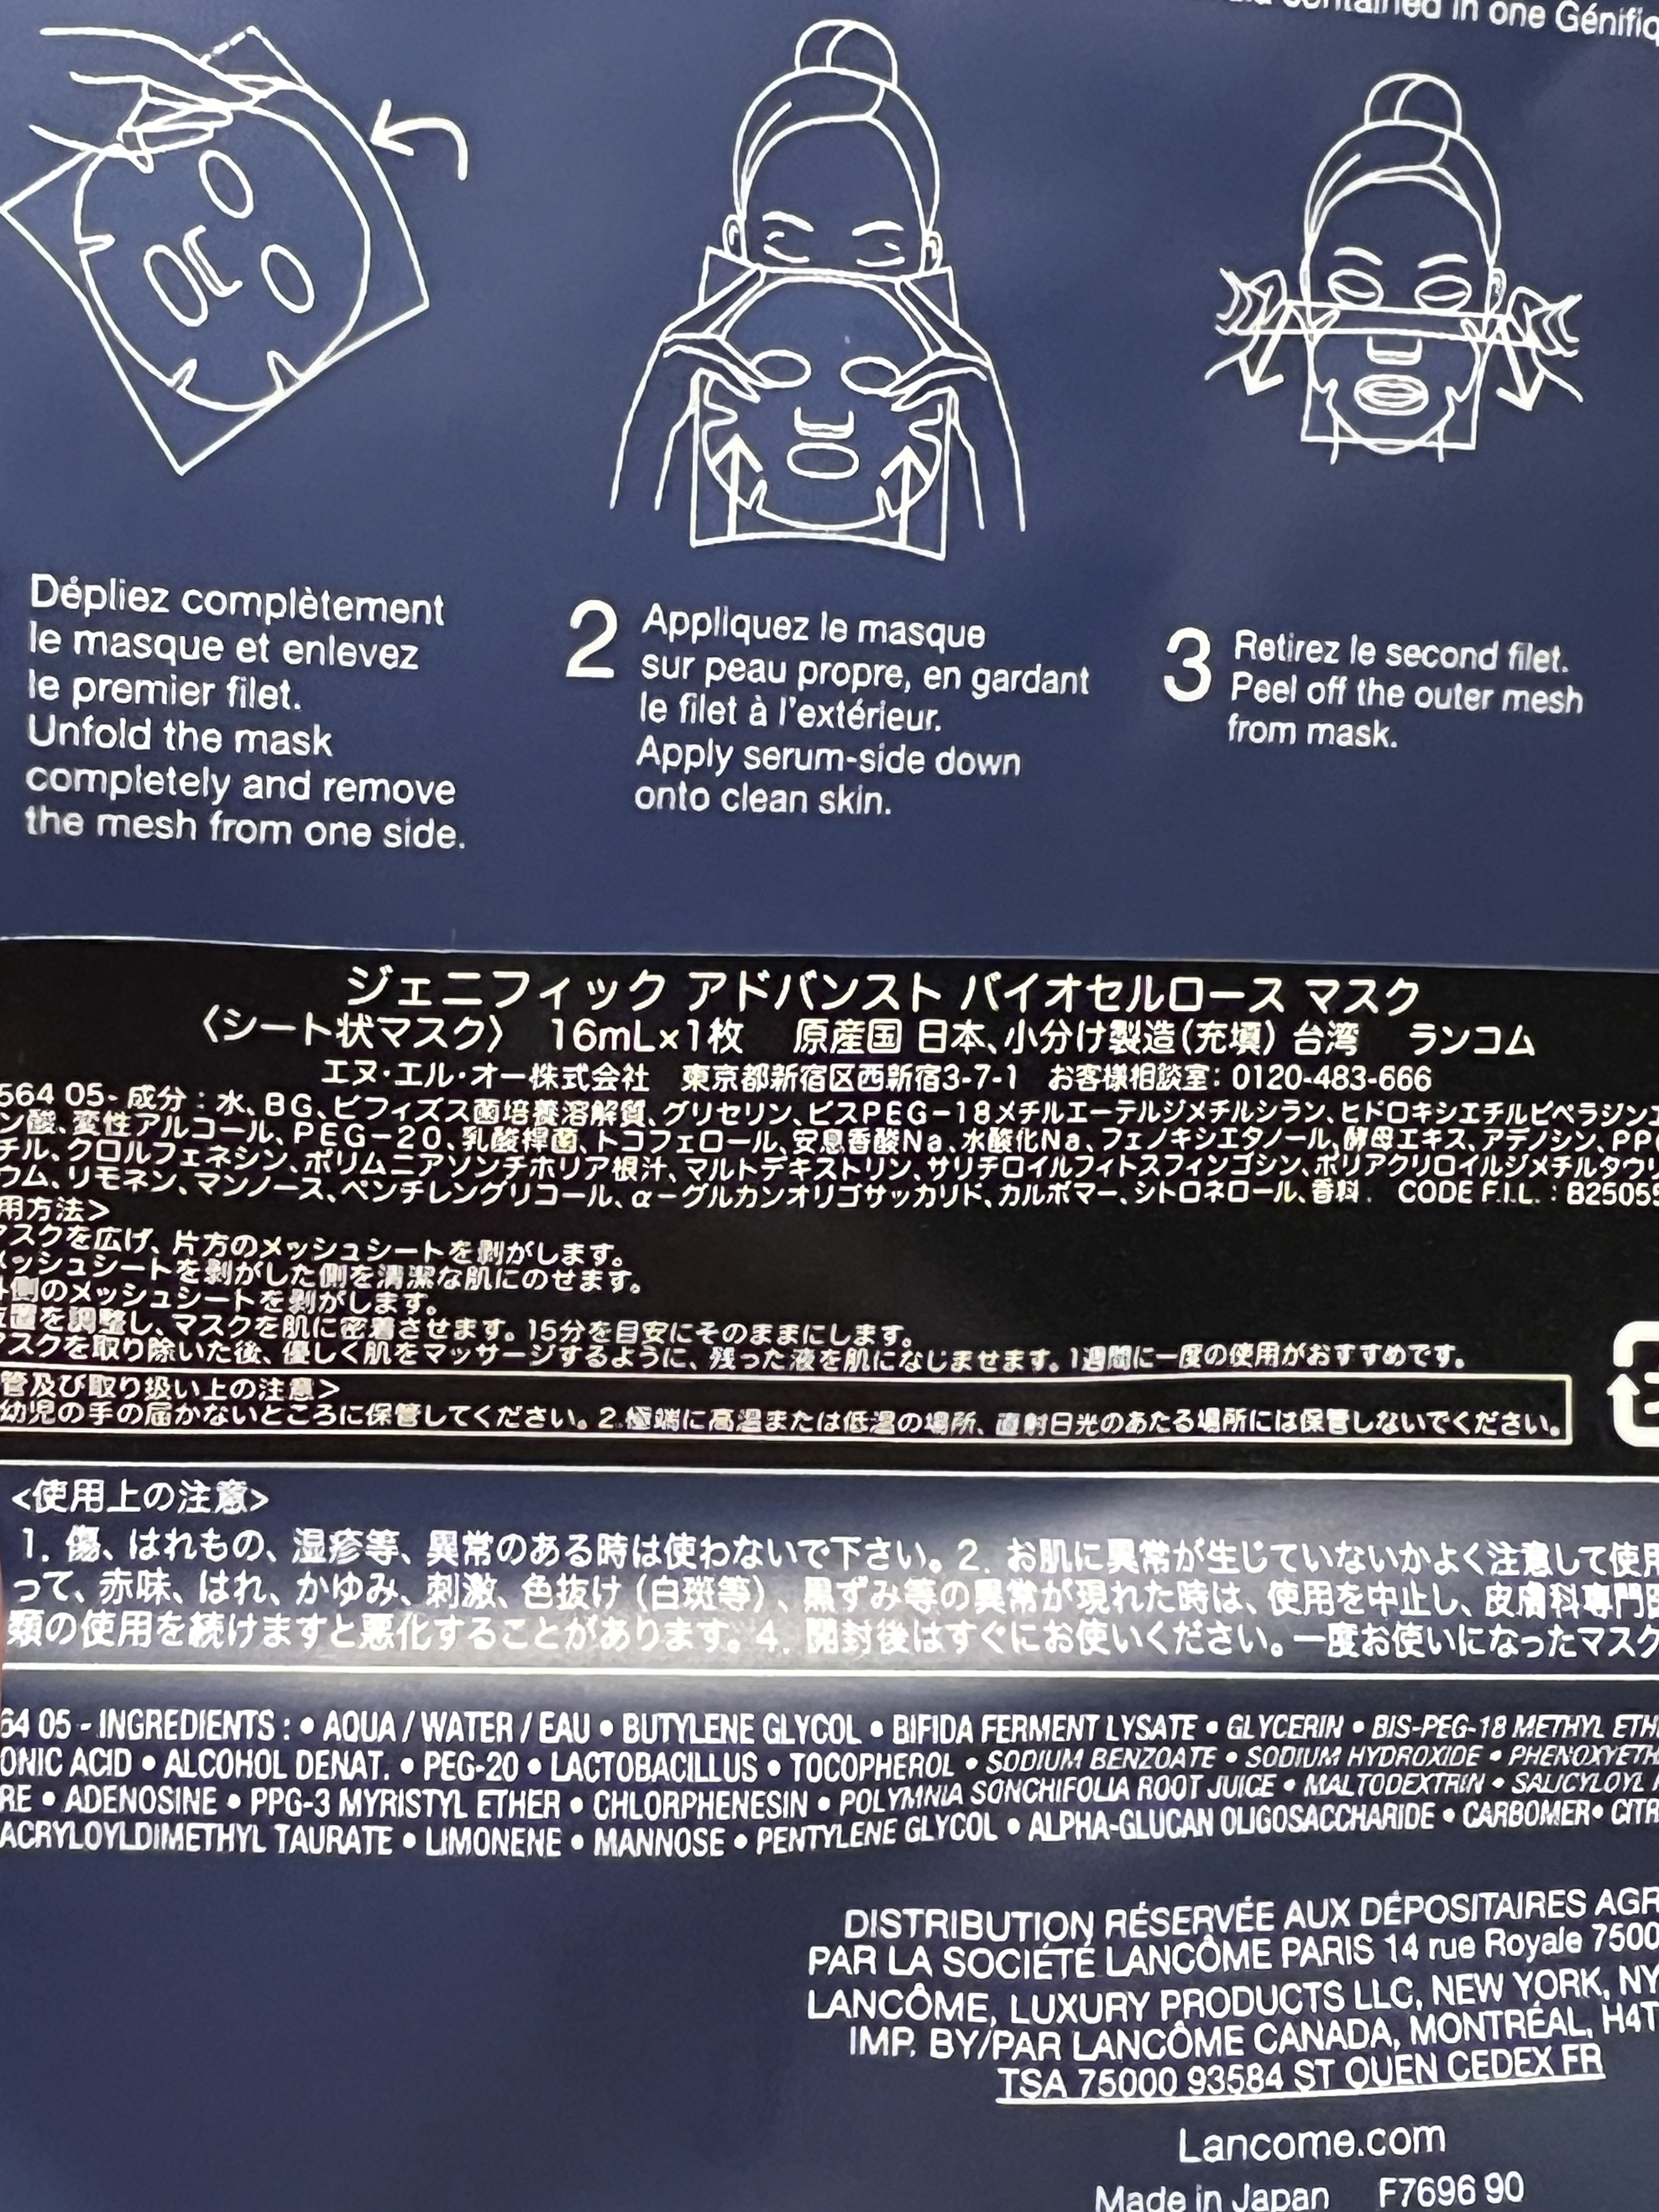 contained in one Génifiq
Dépliez complètement
le masque et enlevez
le premier filet.
Unfold the mask
completely and remove
the mesh from one side.
2 Appliquez le masque
sur peau propre, en gardant
le filet à l'extérieur.
Apply serum-side down
onto clean skin.
3 Retirez le second filet.
Peel off the outer mesh
from mask.
ジェニフィック アドバンスト バイオセルロース マスク
〈シート状マスク〉 16mL×1枚 原産国 日本、小分け製造(充填) 台湾 ランコム
エヌ・エル・オー株式会社 東京都新宿区西新宿3-7-1 お客様相談室: 0120-483-666
564 05- 成分 : 水、BG、ビフィズス菌培養溶解質、グリセリン、ビスPEG-18メチルエーテルジメチルシラン、ヒドロキシエチルピペラジンエ
ン酸、変性アルコール、PEG-20、乳酸桿菌、トコフェロール、安息香酸Na、水酸化Na、フェノキシエタノール、酵母エキス、アデノシン、PP
チル、クロルフェネシン、ポリムニアソンチホリア根汁、マルトデキストリン、サリチロイルフィトスフィンゴシン、ポリアクリロイルジメチルタウリ
ウム、リモネン、マンノース、ペンチレングリコール、α-グルカンオリゴサッカリド、カルボマー、シトロネロール、香料. CODE F.I.L. : B25055
用方法>
マスクを広げ、片方のメッシュシートを剥がします。
メッシュシートを剥がした側を清潔な肌にのせます。
外側のメッシュシートを剥がします。
位置を調整し、マスクを肌に密着させます。15分を目安にそのままにします。
マスクを取り除いた後、優しく肌をマッサージするように、残った液を肌になじませます。1週間に一度の使用がおすすめです。
管及び取り扱い上の注意>
幼児の手の届かないところに保管してください。2.極端に高温または低温の場所、直射日光のあたる場所には保管しないでください。
<使用上の注意>
1. 傷、はれもの、湿疹等、異常のある時は使わないで下さい。2. お肌に異常が生じていないかよく注意して使用
って、赤味、はれ、かゆみ、刺激、色抜け(白斑等)、黒ずみ等の異常が現れた時は、使用を中止し、皮膚科専門医
類の使用を続けますと悪化することがあります。4. 開封後はすぐにお使いください。一度お使いになったマスク
64 05 - INGREDIENTS : • AQUA / WATER / EAU • BUTYLENE GLYCOL • BIFIDA FERMENT LYSATE • GLYCERIN • BIS-PEG-18 METHYL ETH
ONIC ACID • ALCOHOL DENAT. • PEG-20 • LACTOBACILLUS • TOCOPHEROL • SODIUM BENZOATE • SODIUM HYDROXIDE • PHENOXYETH
RE • ADENOSINE • PPG-3 MYRISTYL ETHER • CHLORPHENESIN • POLYMNIA SONCHIFOLIA ROOT JUICE • MALTODEXTRIN • SALICYLOYL
ACRYLOYLDIMETHYL TAURATE • LIMONENE • MANNOSE • PENTYLENE GLYCOL • ALPHA-GLUCAN OLIGOSACCHARIDE • CARBOMER • CITR
DISTRIBUTION RÉSERVÉE AUX DÉPOSITAIRES AGR
PAR LA SOCIÉTÉ LANCÔME PARIS 14 rue Royale 7500
LANCÔME, LUXURY PRODUCTS LLC, NEW YORK, NY
IMP. BY/PAR LANCÔME CANADA, MONTRÉAL, H4T
TSA 75000 93584 ST OUEN CEDEX FR
Lancome.com
Made in Japan F7696 90